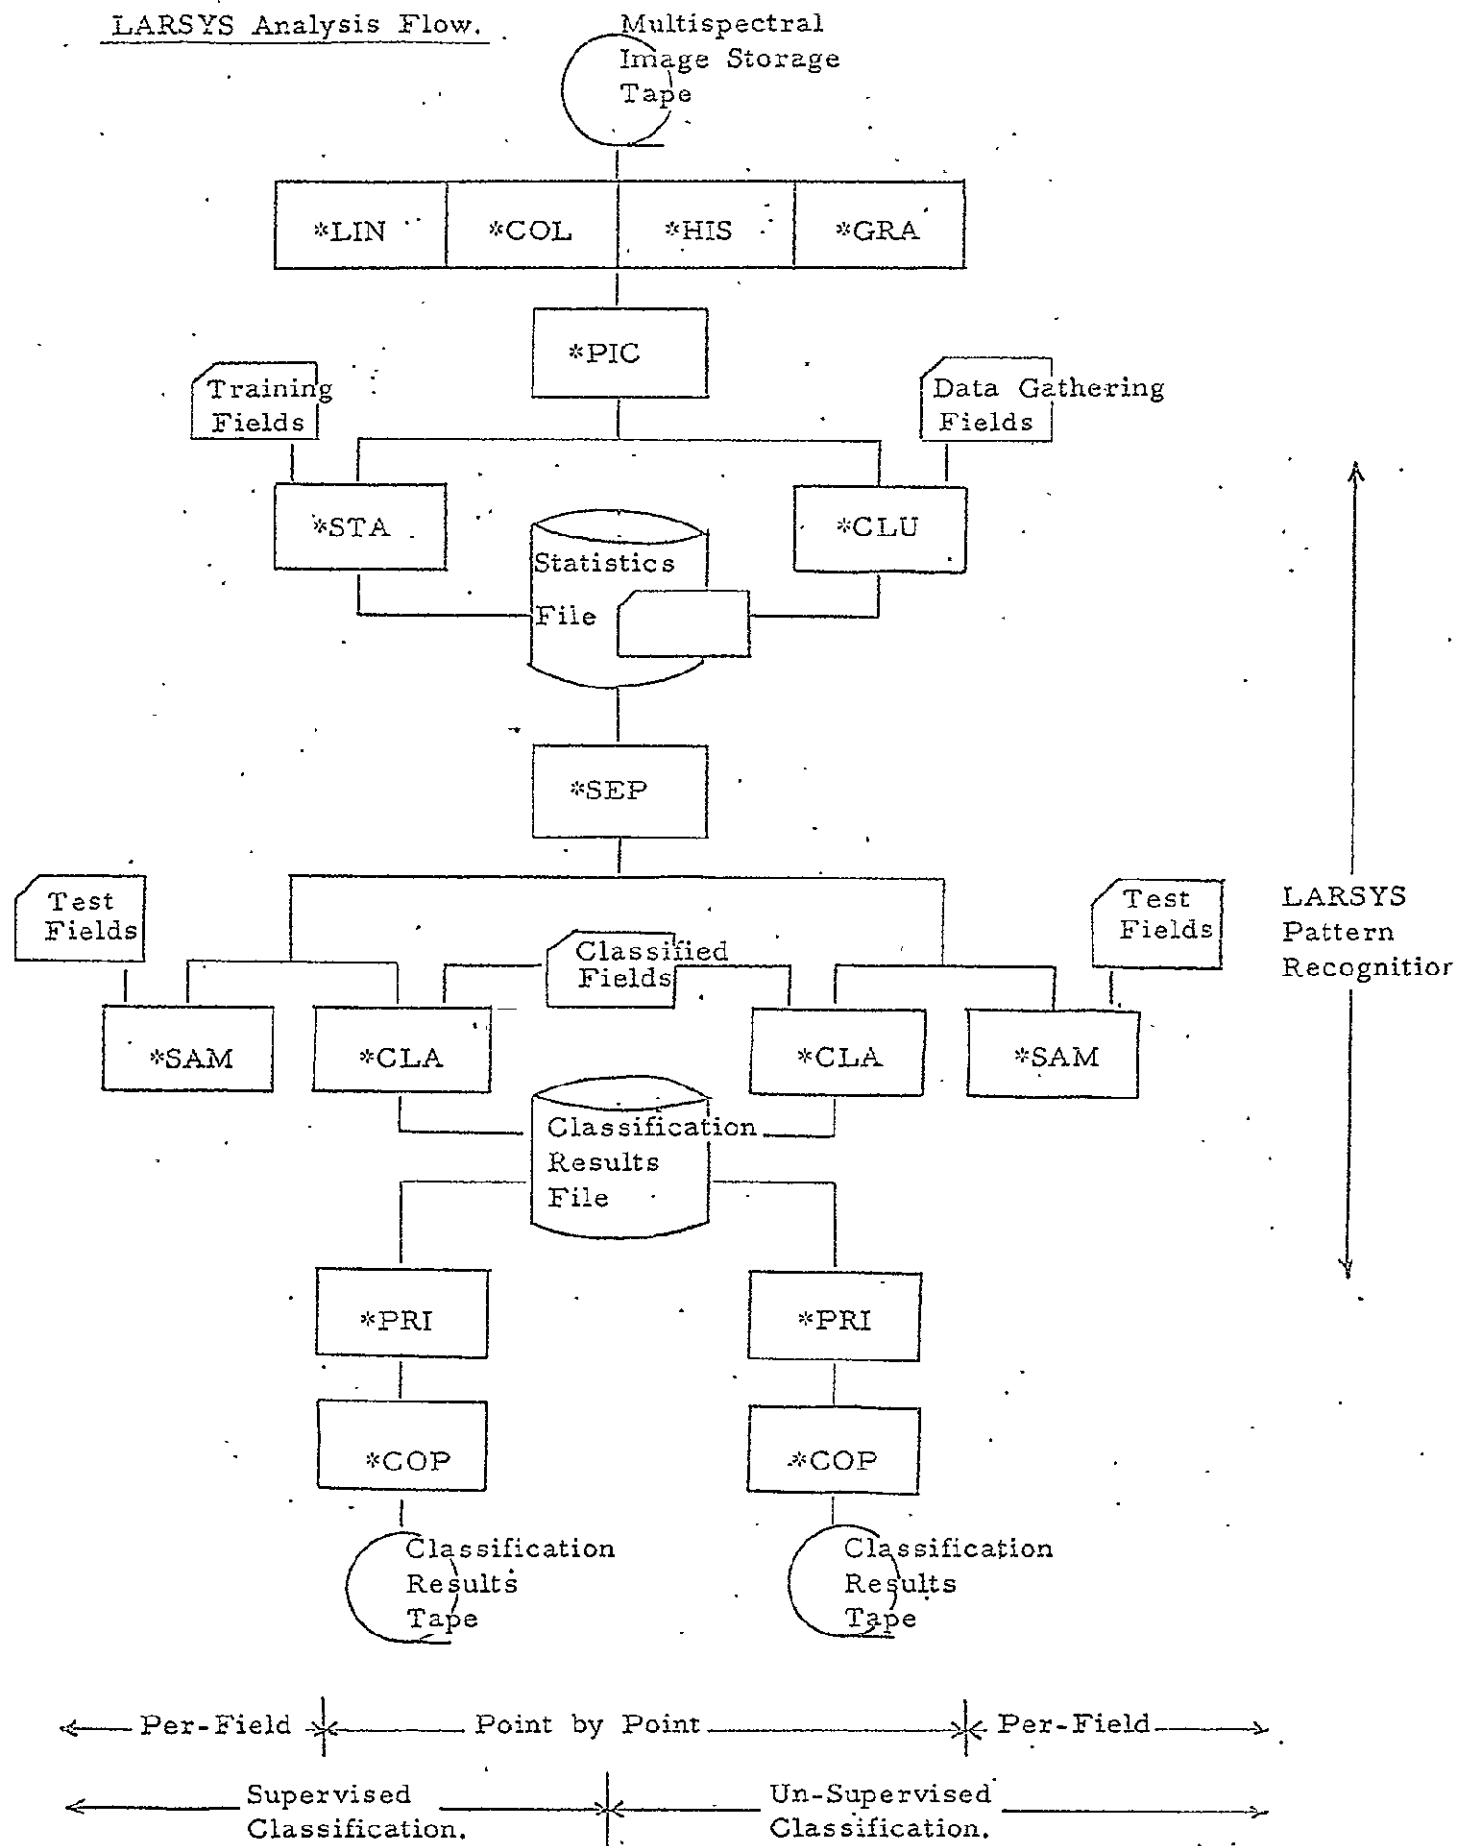 LARSYS Analysis Flow.
Multispectral
Image Storage
Tape
*LIN *COL *HIS *GRA
*PIC
Training
Fields
Data Gathering
Fields
*STA
*CLU
Statistics
File
*SEP
Test
Fields
Classified
Fields
Test
Fields
LARSYS
Pattern
Recognition
*SAM
*CLA
*CLA
*SAM
Classification
Results
File
*PRI
*PRI
*COP
*COP
Classification
Results
Tape
Classification
Results
Tape
Per-Field
Point by Point
Per-Field
Supervised
Classification.
Un-Supervised
Classification.